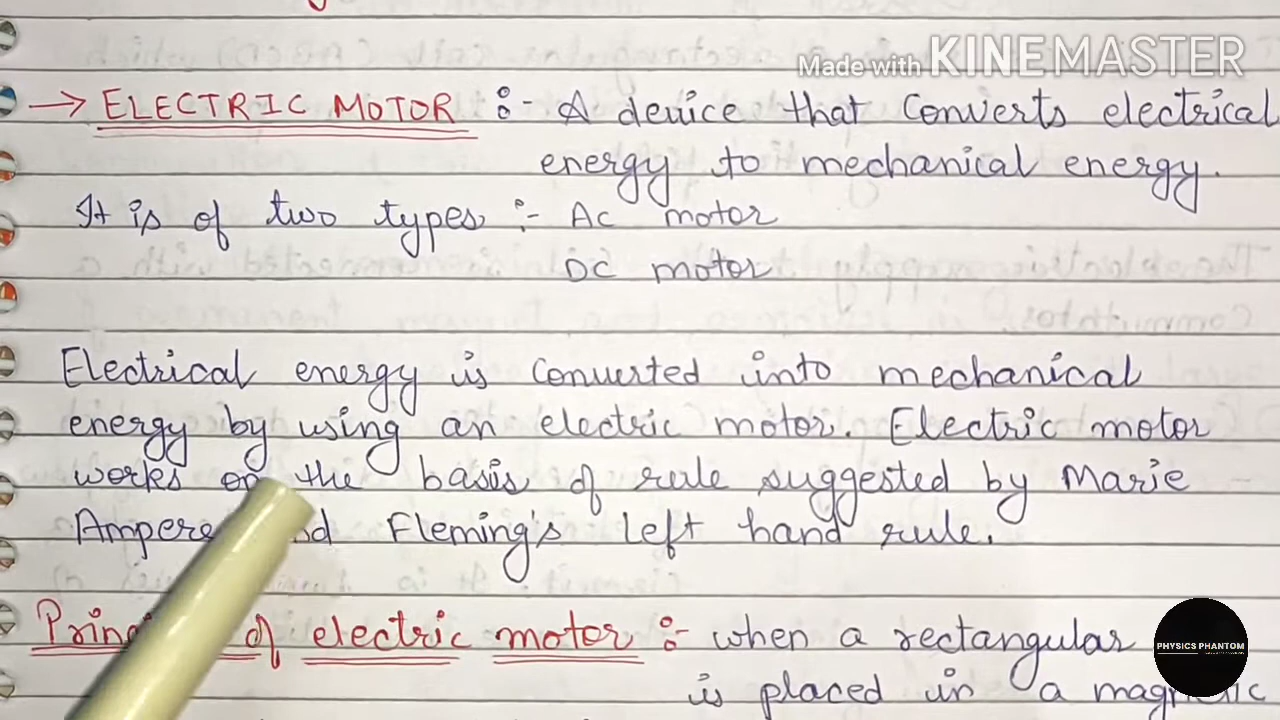 Made with KINEMASTER
→ ELECTRIC MOTOR :- A device that converts electrical
energy to mechanical energy.
It is of two types :- AC motor
DC motor
Electrical energy is converted into mechanical
energy by using an electric motor. Electric motor
works on the basis of rule suggested by Marie
Ampere Fleming's left hand rule.
of electric motor :- when a rectangular
PHYSICS PHANTOM
is placed in a